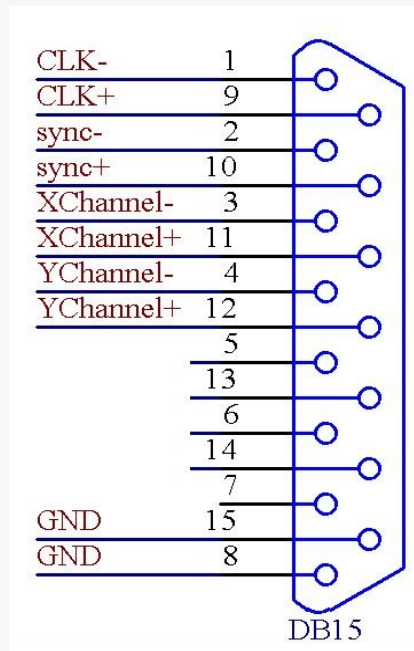 CLK- 1
CLK+ 9
sync- 2
sync+ 10
XChannel- 3
XChannel+ 11
YChannel- 4
YChannel+ 12
5
13
6
14
7
GND 15
GND 8
DB15